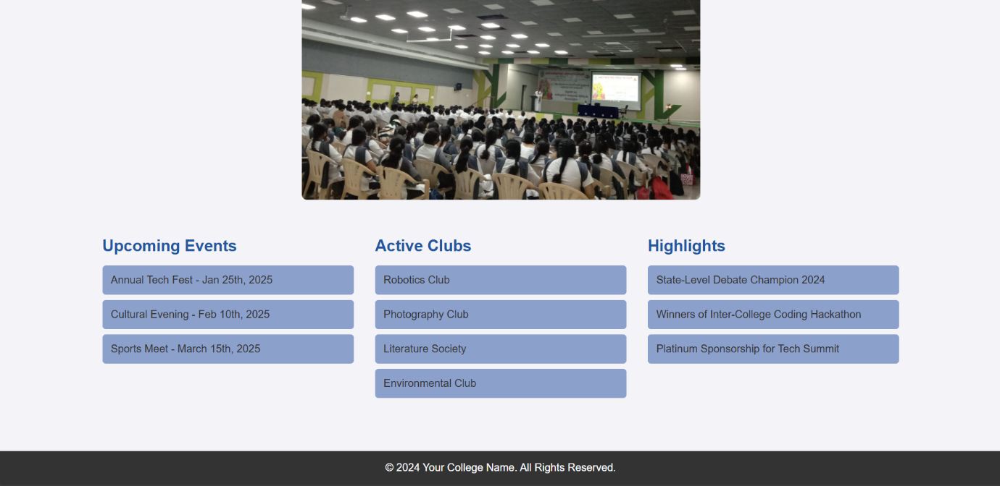 Upcoming Events
Annual Tech Fest - Jan 25th, 2025
Cultural Evening - Feb 10th, 2025
Sports Meet - March 15th, 2025
Active Clubs
Robotics Club
Photography Club
Literature Society
Environmental Club
Highlights
State-Level Debate Champion 2024
Winners of Inter-College Coding Hackathon
Platinum Sponsorship for Tech Summit
© 2024 Your College Name. All Rights Reserved.